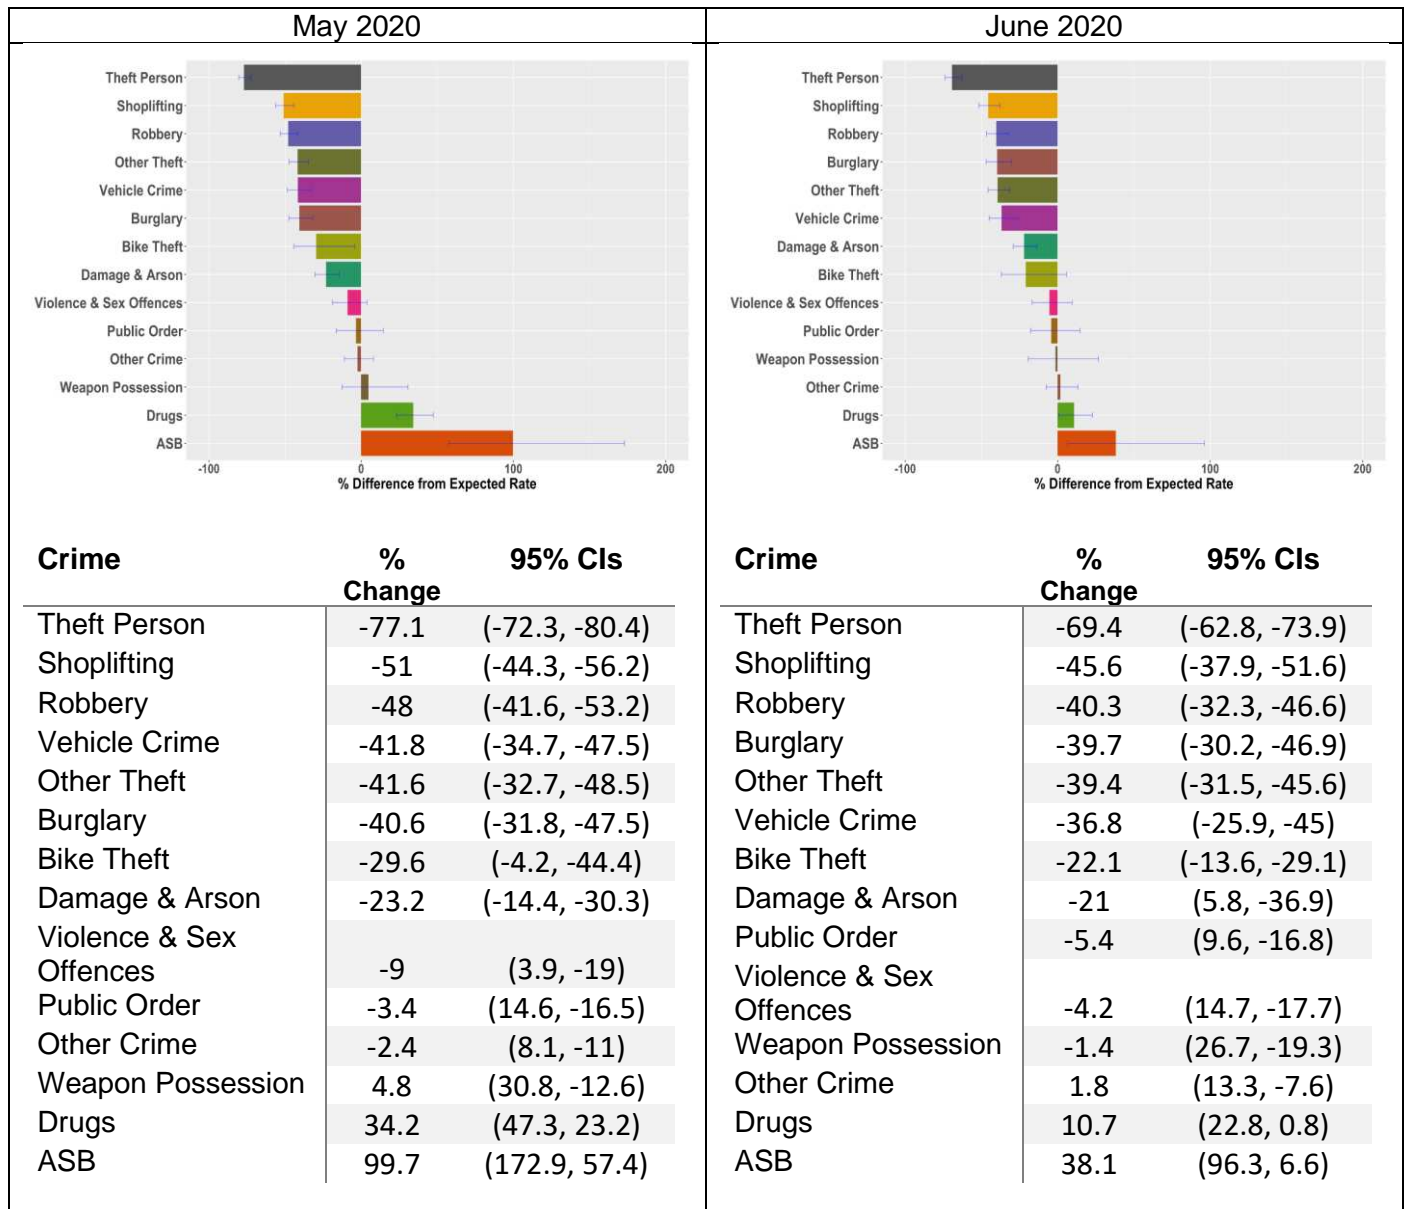 May 2020
Theft Person
Shoplifting
Robbery
Other Theft
Vehicle Crime
Burglary
Bike Theft
Damage & Arson
Violence & Sex Offences
Public Order
Other Crime
Weapon Possession
Drugs
ASB
-100 0 100 200
% Difference from Expected Rate
Crime % 95% CIs
Change
Theft Person -77.1 (-72.3, -80.4)
Shoplifting -51 (-44.3, -56.2)
Robbery -48 (-41.6, -53.2)
Vehicle Crime -41.8 (-34.7, -47.5)
Other Theft -41.6 (-32.7, -48.5)
Burglary -40.6 (-31.8, -47.5)
Bike Theft -29.6 (-4.2, -44.4)
Damage & Arson -23.2 (-14.4, -30.3)
Violence & Sex
Offences -9 (3.9, -19)
Public Order -3.4 (14.6, -16.5)
Other Crime -2.4 (8.1, -11)
Weapon Possession 4.8 (30.8, -12.6)
Drugs 34.2 (47.3, 23.2)
ASB 99.7 (172.9, 57.4)
June 2020
Theft Person
Shoplifting
Robbery
Burglary
Other Theft
Vehicle Crime
Damage & Arson
Bike Theft
Violence & Sex Offences
Public Order
Weapon Possession
Other Crime
Drugs
ASB
-100 0 100 200
% Difference from Expected Rate
Crime % 95% CIs
Change
Theft Person -69.4 (-62.8, -73.9)
Shoplifting -45.6 (-37.9, -51.6)
Robbery -40.3 (-32.3, -46.6)
Burglary -39.7 (-30.2, -46.9)
Other Theft -39.4 (-31.5, -45.6)
Vehicle Crime -36.8 (-25.9, -45)
Bike Theft -22.1 (-13.6, -29.1)
Damage & Arson -21 (5.8, -36.9)
Public Order -5.4 (9.6, -16.8)
Violence & Sex
Offences -4.2 (14.7, -17.7)
Weapon Possession -1.4 (26.7, -19.3)
Other Crime 1.8 (13.3, -7.6)
Drugs 10.7 (22.8, 0.8)
ASB 38.1 (96.3, 6.6)